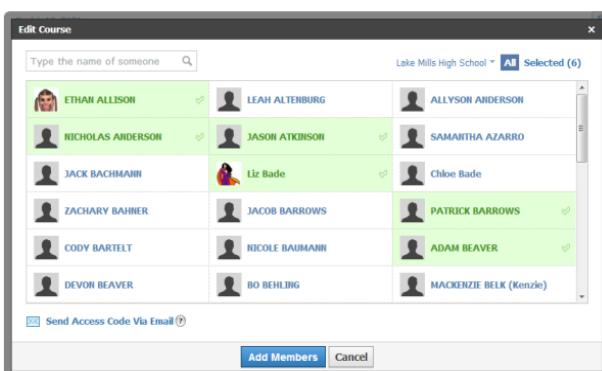 Edit Course x
Type the name of someone Lake Mills High School All Selected (6)
ETHAN ALLISON LEAH ALTENBURG ALLYSON ANDERSON
NICHOLAS ANDERSON JASON ATKINSON SAMANTHA AZARRO
JACK BACHMANN Liz Bade Chloe Bade
ZACHARY BAHNER JACOB BARROWS PATRICK BARROWS
CODY BARTELT NICOLE BAUMANN ADAM BEAVER
DEVON BEAVER BO BEHLING MACKENZIE BELK (Kenzie)
Send Access Code Via Email ?
Add Members Cancel